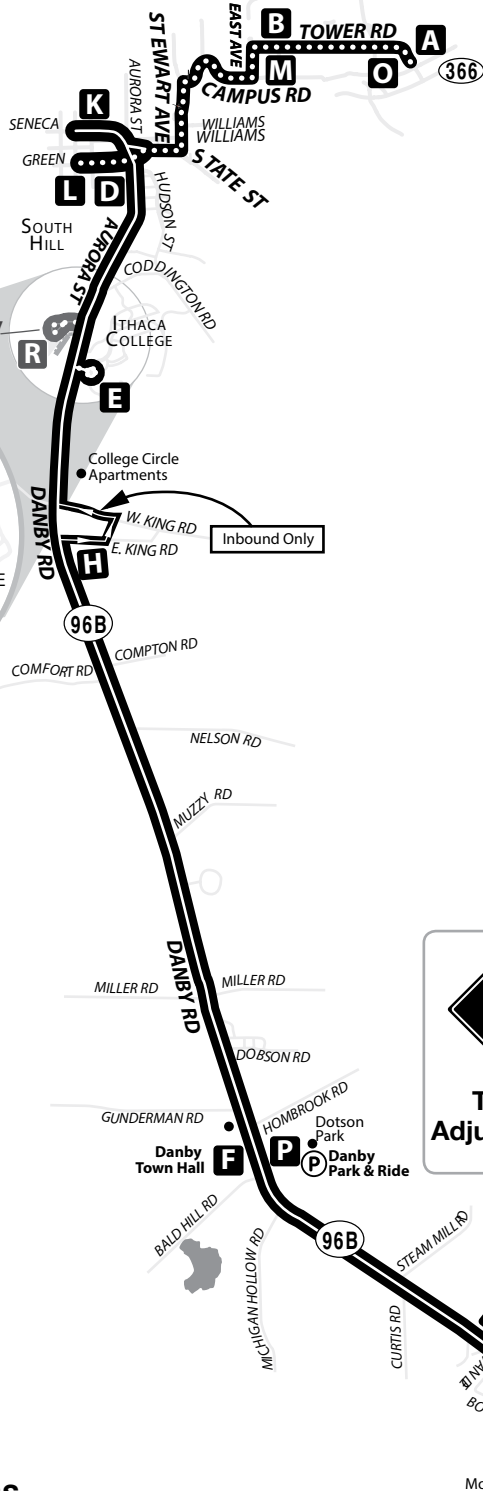 B
TOWER RD
A
EAST AVE
M
O
366
STEWART AVE
CAMPUS RD
AURORA ST
K
SENECA
WILLIAMS
WILLIAMS
GREEN
STATE ST
L
D
HUDSON ST
SOUTH
HILL
AURORA ST
CODDINGTON RD
ITHACA
COLLEGE
R
E
College Circle
Apartments
DANBY RD
W. KING RD
E. KING RD
Inbound Only
H
E
96B
COMPTON RD
COMFORT RD
NELSON RD
MUZZY RD
DANBY RD
MILLER RD
MILLER RD
DOBSON RD
T
Adju
GUNDERMAN RD
HOMBROOK RD
Dotson
Park
Danby
Town Hall
F
P
P
Danby
Park & Ride
BALD HILL RD
96B
STEAM MILL RD
MICHIGAN HOLLOW RD
CURTIS RD
BO
Mo